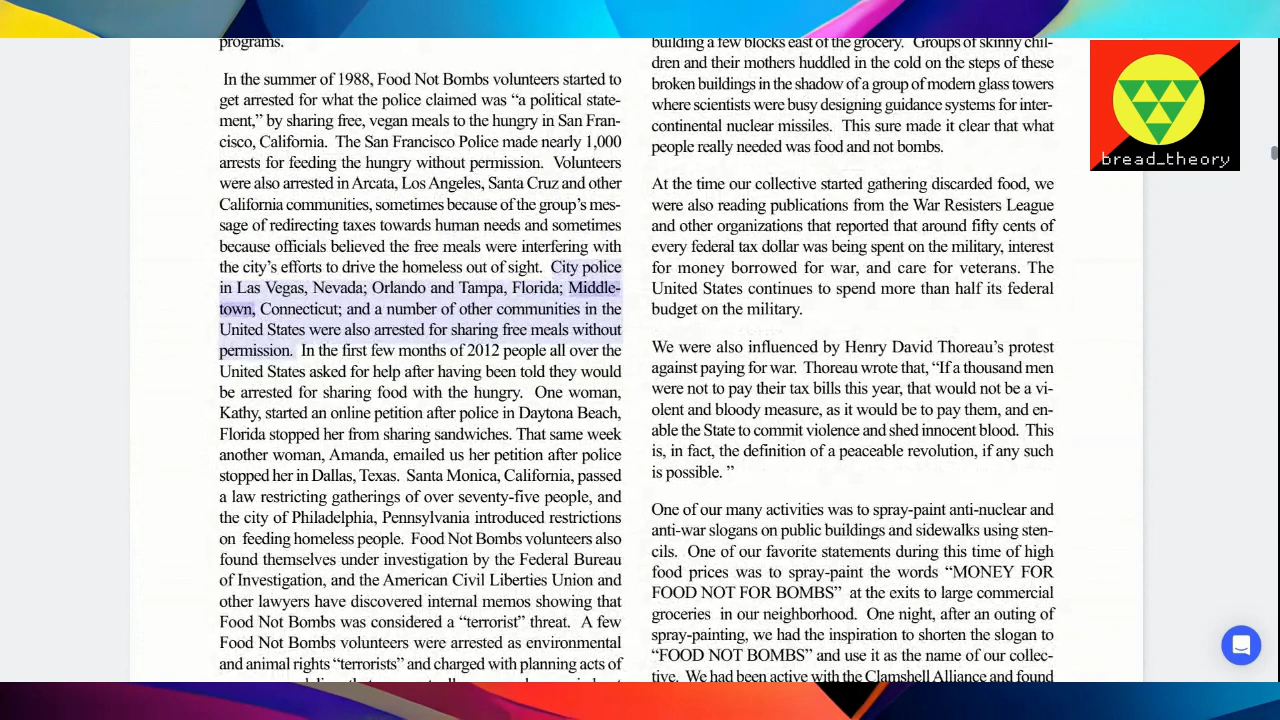 programs.
In the summer of 1988, Food Not Bombs volunteers started to
get arrested for what the police claimed was “a political state-
ment,” by sharing free, vegan meals to the hungry in San Fran-
cisco, California. The San Francisco Police made nearly 1,000
arrests for feeding the hungry without permission. Volunteers
were also arrested in Arcata, Los Angeles, Santa Cruz and other
California communities, sometimes because of the group’s mes-
sage of redirecting taxes towards human needs and sometimes
because officials believed the free meals were interfering with
the city’s efforts to drive the homeless out of sight. City police
in Las Vegas, Nevada; Orlando and Tampa, Florida; Middle-
town, Connecticut; and a number of other communities in the
United States were also arrested for sharing free meals without
permission. In the first few months of 2012 people all over the
United States asked for help after having been told they would
be arrested for sharing food with the hungry. One woman,
Kathy, started an online petition after police in Daytona Beach,
Florida stopped her from sharing sandwiches. That same week
another woman, Amanda, emailed us her petition after police
stopped her in Dallas, Texas. Santa Monica, California, passed
a law restricting gatherings of over seventy-five people, and
the city of Philadelphia, Pennsylvania introduced restrictions
on feeding homeless people. Food Not Bombs volunteers also
found themselves under investigation by the Federal Bureau
of Investigation, and the American Civil Liberties Union and
other lawyers have discovered internal memos showing that
Food Not Bombs was considered a “terrorist” threat. A few
Food Not Bombs volunteers were arrested as environmental
and animal rights “terrorists” and charged with planning acts of
building a few blocks east of the grocery. Groups of skinny chil-
dren and their mothers huddled in the cold on the steps of these
broken buildings in the shadow of a group of modern glass towers
where scientists were busy designing guidance systems for inter-
continental nuclear missiles. This sure made it clear that what
people really needed was food and not bombs.
At the time our collective started gathering discarded food, we
were also reading publications from the War Resisters League
and other organizations that reported that around fifty cents of
every federal tax dollar was being spent on the military, interest
for money borrowed for war, and care for veterans. The
United States continues to spend more than half its federal
budget on the military.
We were also influenced by Henry David Thoreau’s protest
against paying for war. Thoreau wrote that, “If a thousand men
were not to pay their tax bills this year, that would not be a vi-
olent and bloody measure, as it would be to pay them, and en-
able the State to commit violence and shed innocent blood. This
is, in fact, the definition of a peaceable revolution, if any such
is possible. ”
One of our many activities was to spray-paint anti-nuclear and
anti-war slogans on public buildings and sidewalks using sten-
cils. One of our favorite statements during this time of high
food prices was to spray-paint the words “MONEY FOR
FOOD NOT FOR BOMBS” at the exits to large commercial
groceries in our neighborhood. One night, after an outing of
spray-painting, we had the inspiration to shorten the slogan to
“FOOD NOT BOMBS” and use it as the name of our collec-
tive. We had been active with the Clamshell Alliance and found
bread_theory